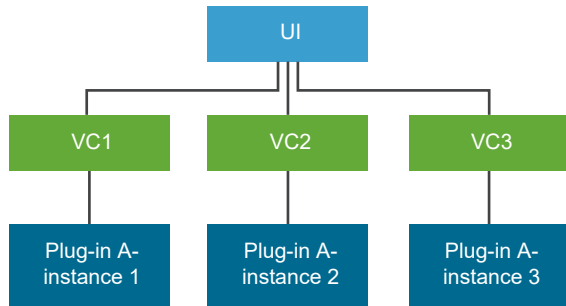 UI
VC1
VC2
VC3
Plug-in A-
instance 1
Plug-in A-
instance 2
Plug-in A-
instance 3